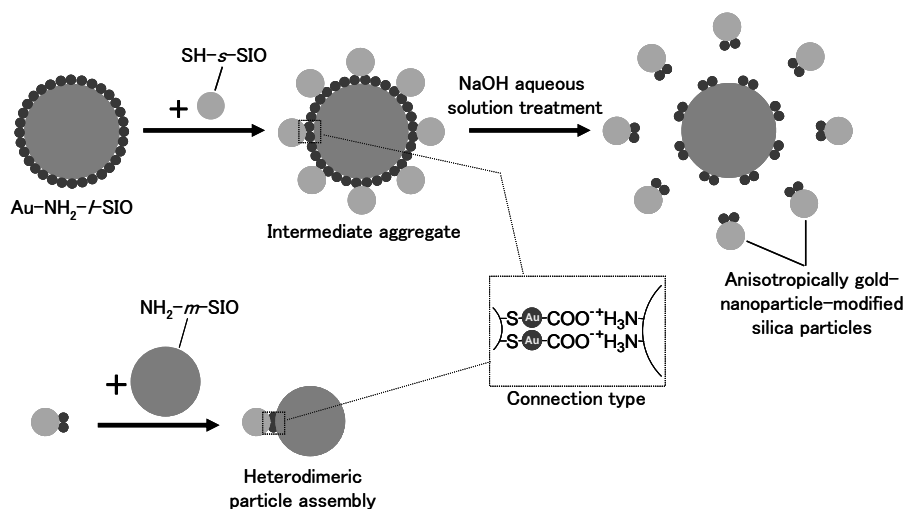 SH-s-SIO
+
NaOH aqueous
solution treatment
Au-NH2-l-SIO
Intermediate aggregate
Anisotropically gold-
nanoparticle-modified
silica particles
NH2-m-SIO
+
S-Au-COO-+H3N
S-Au-COO-+H3N
Connection type
Heterodimeric
particle assembly